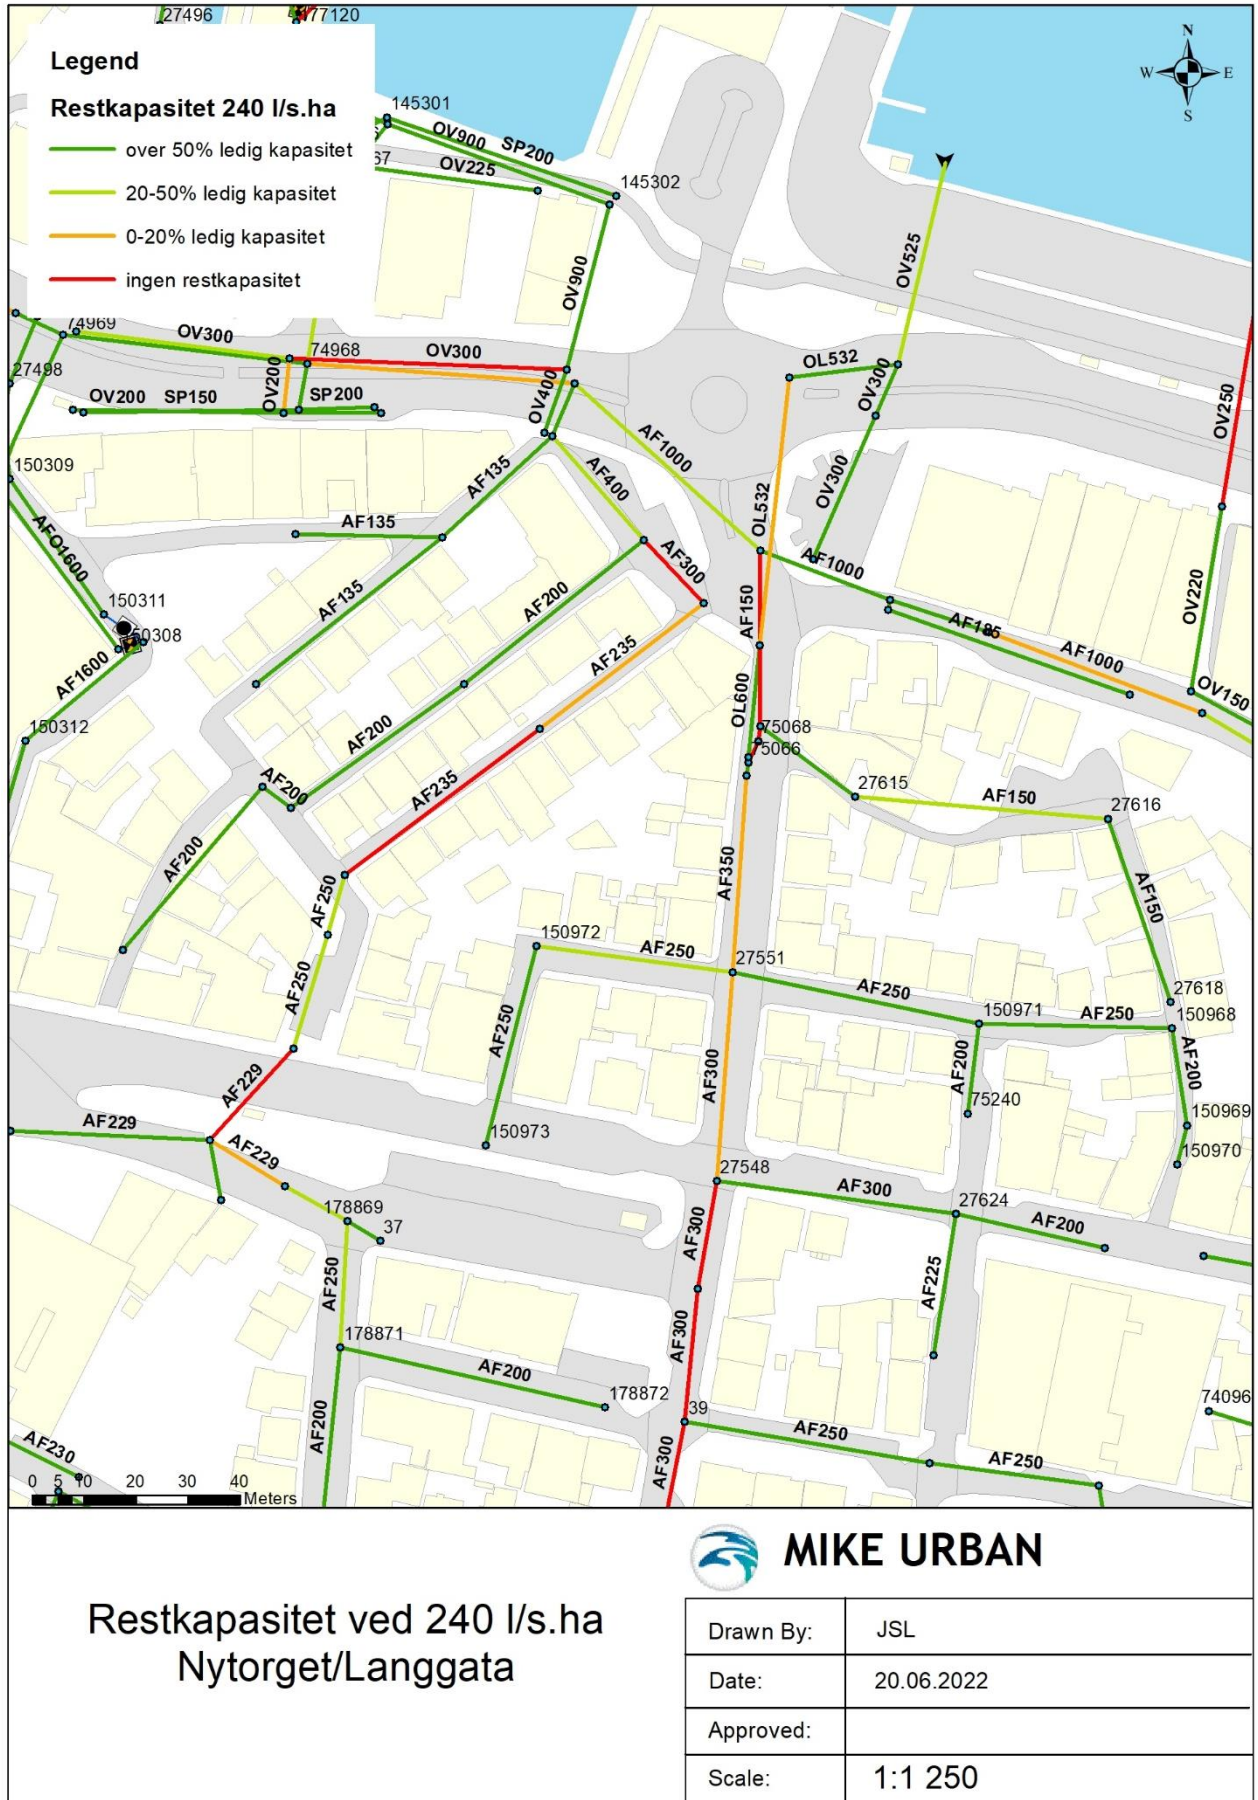 27496
177120
Legend
Restkapasitet 240 l/s.ha
over 50% ledig kapasitet
20-50% ledig kapasitet
0-20% ledig kapasitet
ingen restkapasitet
N
W E
S
145301
OV900 SP200
67
OV225
145302
OV525
OV900
74969
OV300
74968
OV300
OL532
OV300
27498
OV200 SP150
OV200
SP200
OV400
OV250
AF1000
150309
AF135
AF400
OL532
OV300
AF135
AFO1600
AF300
AF1000
150311
50308
AF135
AF200
AF150
AF185
OV220
AF1600
AF235
AF1000
OL600
OV150
150312
AF200
75068
75066
AF200
AF235
27615
AF150
27616
AF200
AF350
AF250
AF150
150972
AF250
27551
AF250
AF250
27618
150971
AF250
150968
AF250
AF229
AF300
AF200
AF200
75240
AF229
150973
150969
AF229
150970
27548
AF300
27624
AF200
178869
37
AF300
AF225
AF250
AF300
178871
AF200
178872
39
74096
AF200
AF250
AF230
AF300
AF250
0 5 10 20 30 40
Meters
MIKE URBAN
Restkapasitet ved 240 l/s.ha
Nytorget/Langgata
Drawn By: JSL
Date: 20.06.2022
Approved:
Scale: 1:1 250